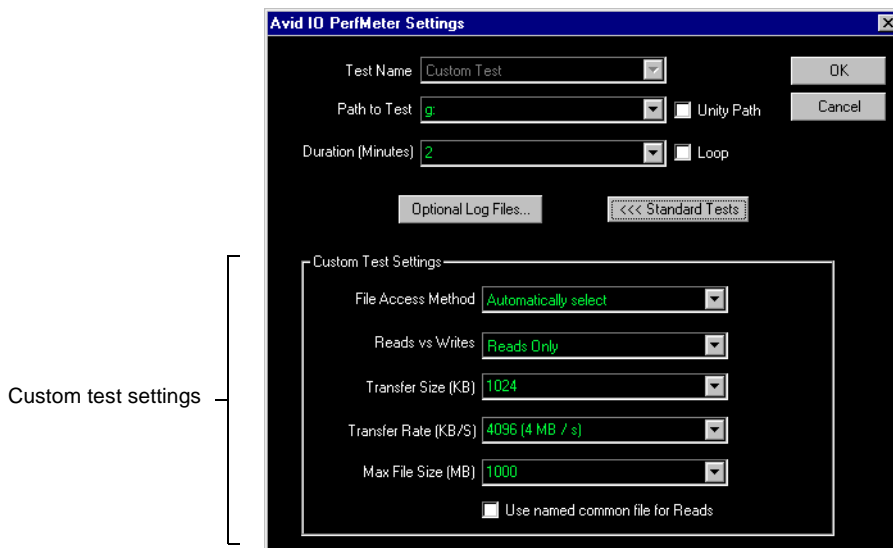 Avid IO PerfMeter Settings
Test Name Custom Test OK
Path to Test g: Unity Path Cancel
Duration (Minutes) 2 Loop
Optional Log Files... <<< Standard Tests
Custom Test Settings
File Access Method Automatically select
Reads vs Writes Reads Only
Transfer Size (KB) 1024
Custom test settings
Transfer Rate (KB/S) 4096 (4 MB / s)
Max File Size (MB) 1000
Use named common file for Reads